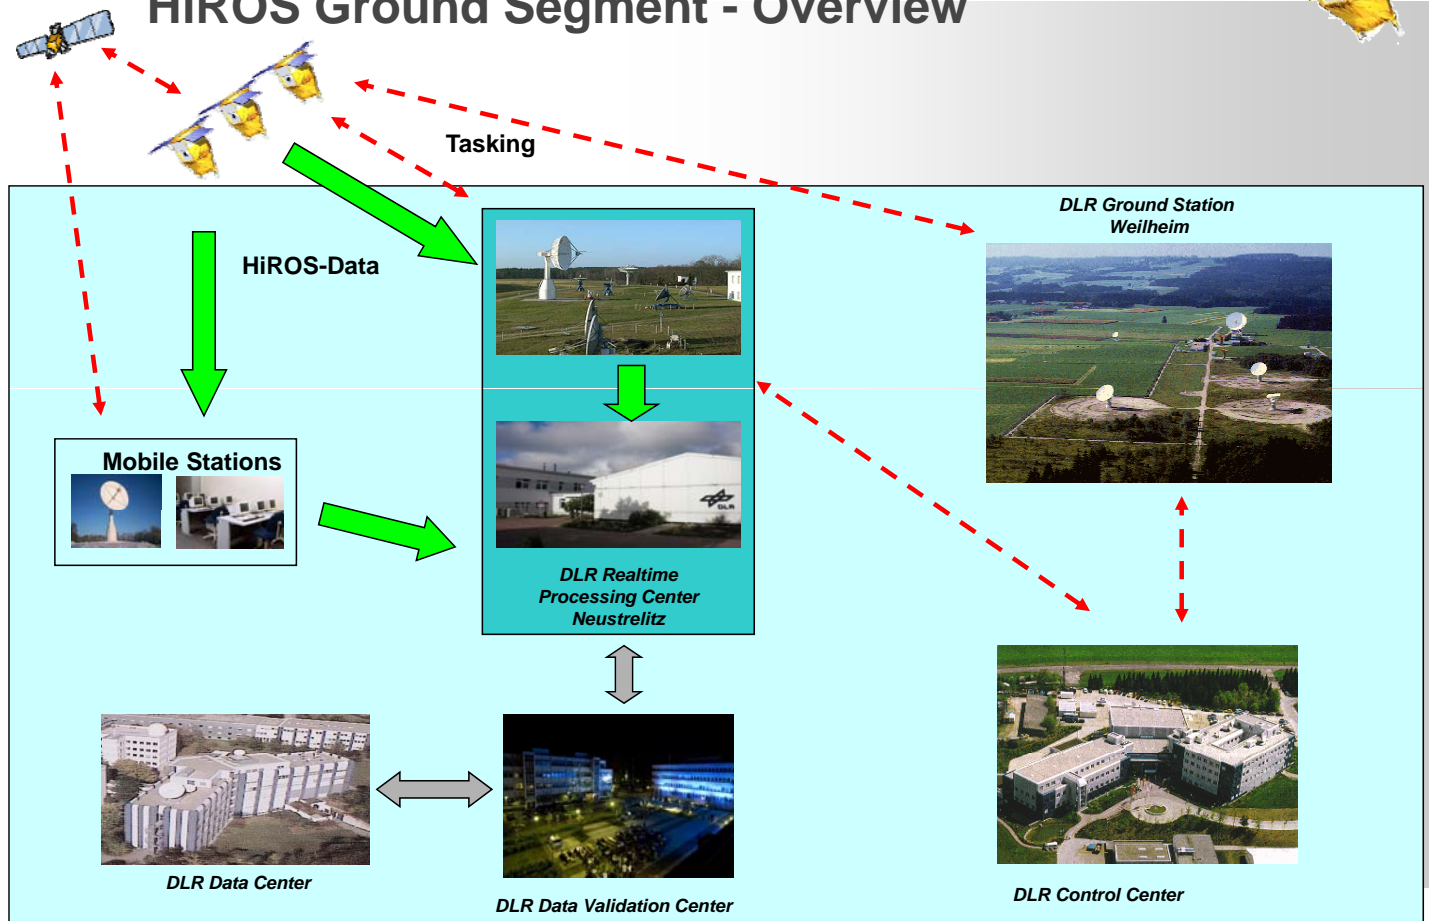 HiROS Ground Segment - Overview
Tasking
DLR Ground Station
Weilheim
HiROS-Data
Mobile Stations
DLR
DLR Realtime
Processing Center
Neustrelitz
DLR Data Center
DLR Data Validation Center
DLR Control Center